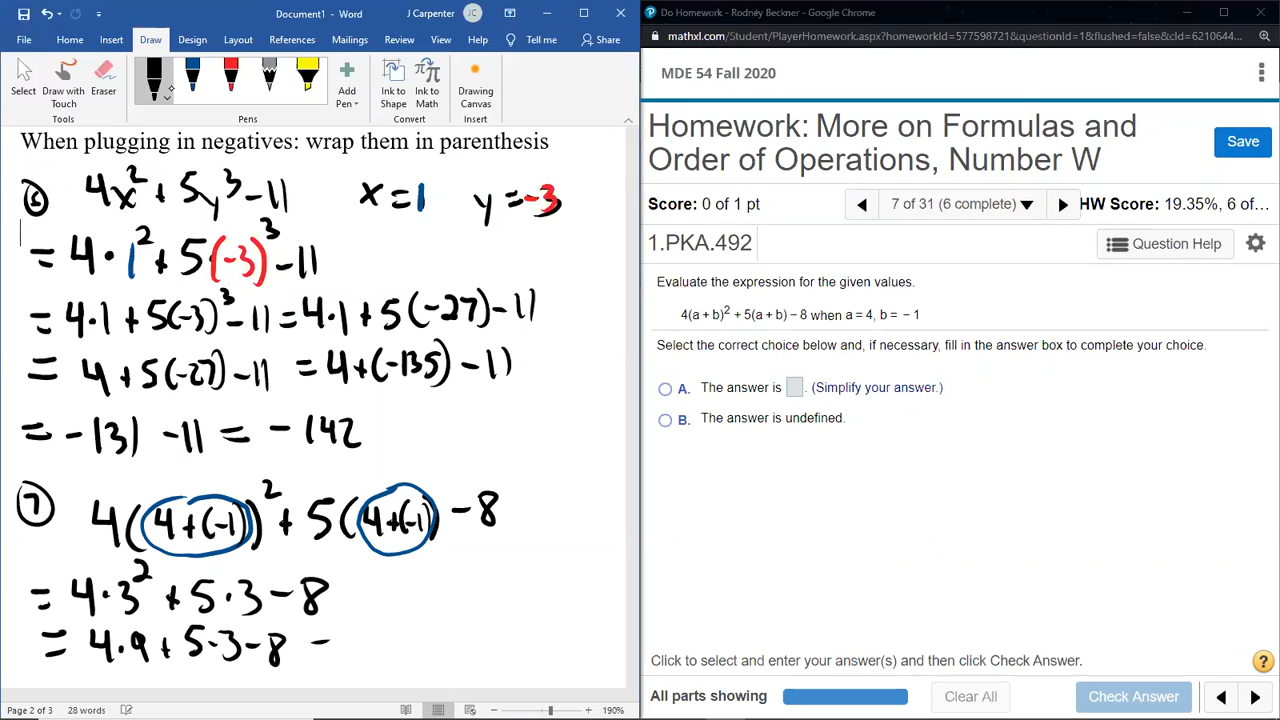 Document1 - Word
J Carpenter
JC
File Home Insert Draw Design Layout References Mailings Review View Help Tell me Share
Select
Draw with Touch
Eraser
Add Pen
Ink to Shape
Ink to Math
Drawing Canvas
Tools
Pens
Convert
Insert
When plugging in negatives: wrap them in parenthesis
⑥ 4x² + 5y³ - 11 x = 1 y = -3
= 4 · 1² + 5(-3)³ - 11
= 4·1 + 5(-3)³ - 11 = 4·1 + 5(-27) - 11
= 4 + 5(-27) - 11 = 4 + (-135) - 11
= -131 - 11 = -142
⑦ 4(4+(-1))² + 5(4+(-1)) - 8
= 4·3² + 5·3 - 8
= 4·9 + 5·3 - 8 -
Page 2 of 3 28 words 190%
Do Homework - Rodney Beckner - Google Chrome
mathxl.com/Student/PlayerHomework.aspx?homeworkId=577598721&questionId=1&flushed=false&cld=6210644...
MDE 54 Fall 2020
Homework: More on Formulas and
Order of Operations, Number W
Save
Score: 0 of 1 pt
7 of 31 (6 complete)
HW Score: 19.35%, 6 of...
1.PKA.492
Question Help
Evaluate the expression for the given values.
4(a + b)² + 5(a + b) − 8 when a = 4, b = − 1
Select the correct choice below and, if necessary, fill in the answer box to complete your choice.
A. The answer is . (Simplify your answer.)
B. The answer is undefined.
Click to select and enter your answer(s) and then click Check Answer.
?
All parts showing
Clear All
Check Answer